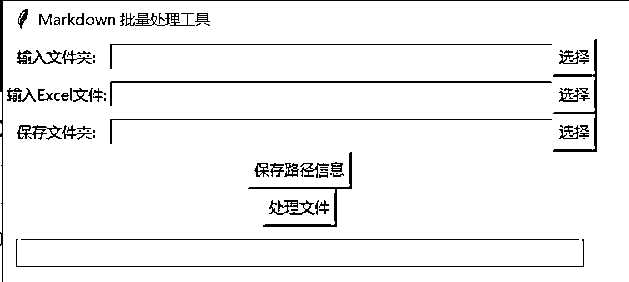 Markdown 批量处理工具
输入文件夹: 选择
输入Excel文件: 选择
保存文件夹: 选择
保存路径信息
处理文件